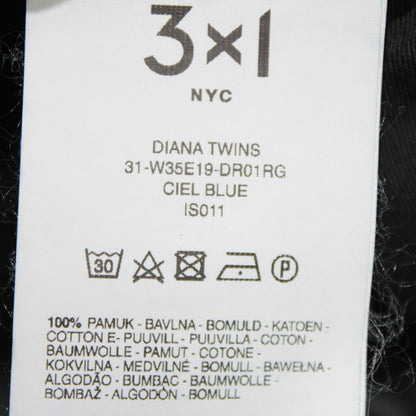 3×1
NYC
DIANA TWINS
31-W35E19-DR01RG
CIEL BLUE
IS011
30 P
100% PAMUK - BAVLNA - BOMULD - KATOEN -
COTTON E - PUUVILL - PUUVILLA - COTON -
BAUMWOLLE - PAMUT - COTONE -
KOKVILNA - MEDVILNĖ - BOMULL - BAWEŁNA -
ALGODÃO - BUMBAC - BAUMWOLLE -
BOMBAŽ - ALGODÓN - BOMULL